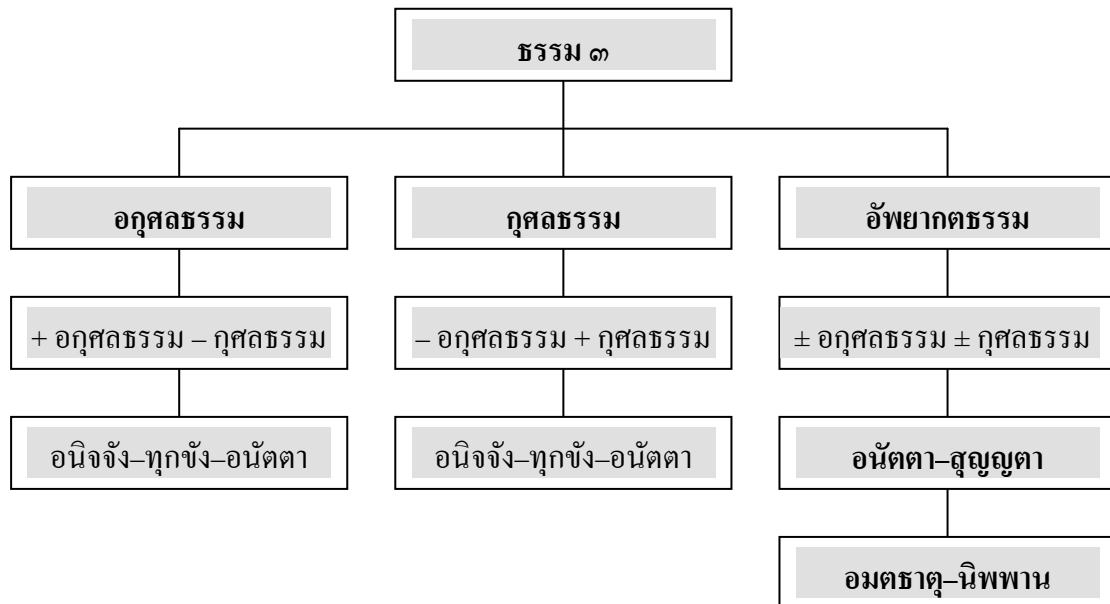 ธรรม ๓
อกุศลธรรม
กุศลธรรม
อัพยากตธรรม
+ อกุศลธรรม – กุศลธรรม
– อกุศลธรรม + กุศลธรรม
± อกุศลธรรม ± กุศลธรรม
อนิจจัง–ทุกขัง–อนัตตา
อนิจจัง–ทุกขัง–อนัตตา
อนัตตา–สุญญตา
อมตธาตุ–นิพพาน